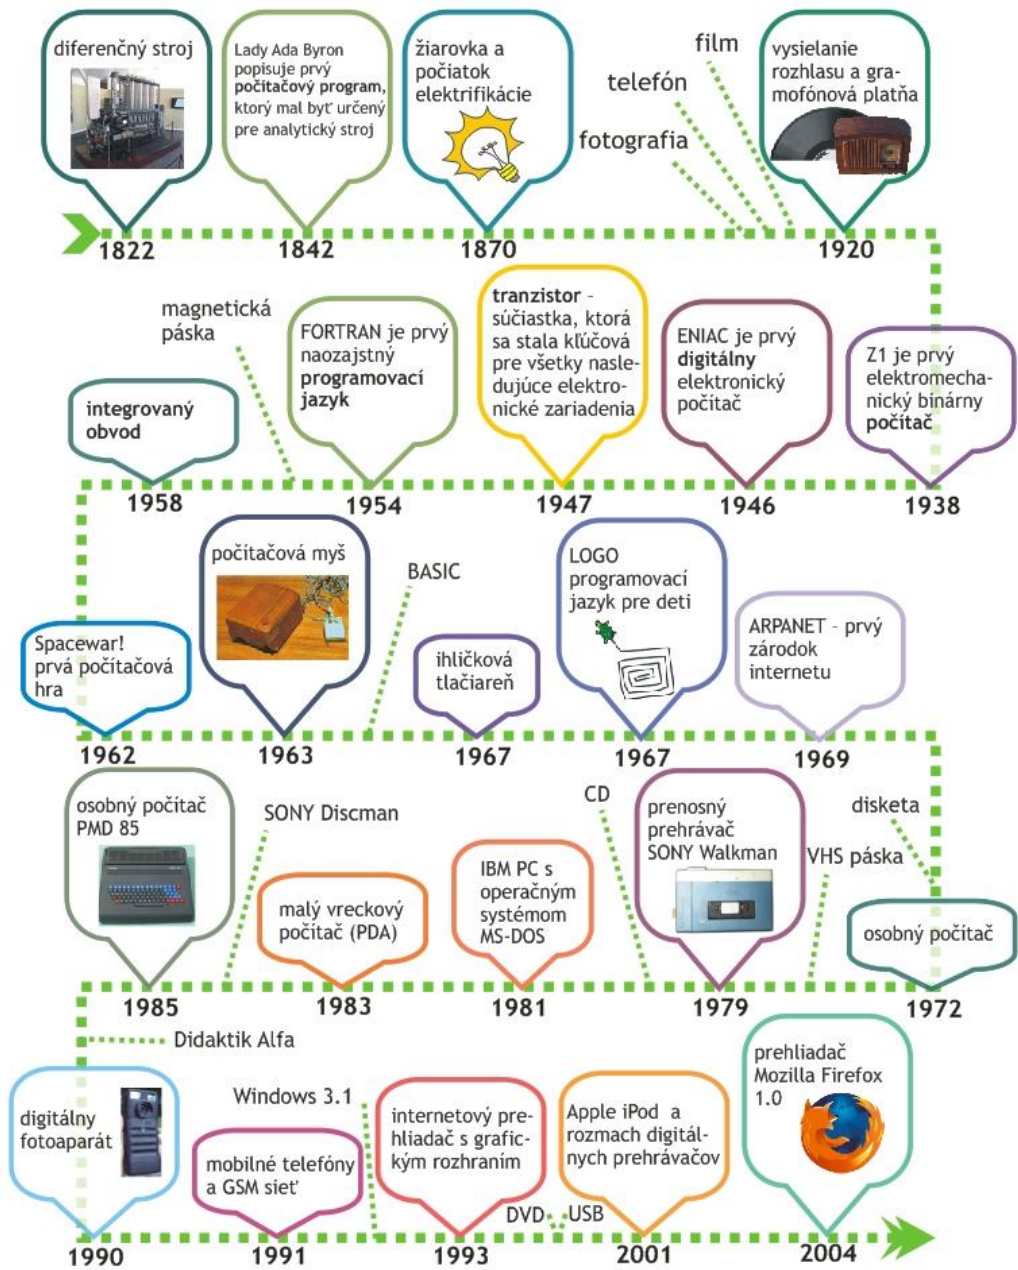 diferenčný stroj
Lady Ada Byron
popisuje prvý
počítačový program,
ktorý mal byť určený
pre analytický stroj
žiarovka a
počiatok
elektrifikácie
fotografia
telefón
film
vysielanie
rozhlasu a gra-
mofónová platňa
1822
1842
1870
1920
Z1 je prvý
elektromecha-
nický binárny
počítač
1938
ENIAC je prvý
digitálny
elektronický
počítač
1946
tranzistor -
súčiastka, ktorá
sa stala kľúčová
pre všetky nasle-
dujúce elektro-
nické zariadenia
1947
FORTRAN je prvý
naozajstný
programovací
jazyk
1954
magnetická
páska
integrovaný
obvod
1958
Spacewar!
prvá počítačová
hra
1962
počítačová myš
1963
BASIC
ihličková
tlačiareň
1967
LOGO
programovací
jazyk pre deti
1967
ARPANET - prvý
zárodok
internetu
1969
disketa
osobný počítač
1972
VHS páska
prenosný
prehrávač
SONY Walkman
1979
CD
IBM PC s
operačným
systémom
MS-DOS
1981
malý vreckový
počítač (PDA)
1983
SONY Discman
osobný počítač
PMD 85
1985
Didaktik Alfa
digitálny
fotoaparát
1990
mobilné telefóny
a GSM sieť
1991
Windows 3.1
internetový pre-
hliadač s grafic-
kým rozhraním
1993
DVD
USB
Apple iPod a
rozmach digitál-
nych prehrávačov
2001
prehliadač
Mozilla Firefox
1.0
2004